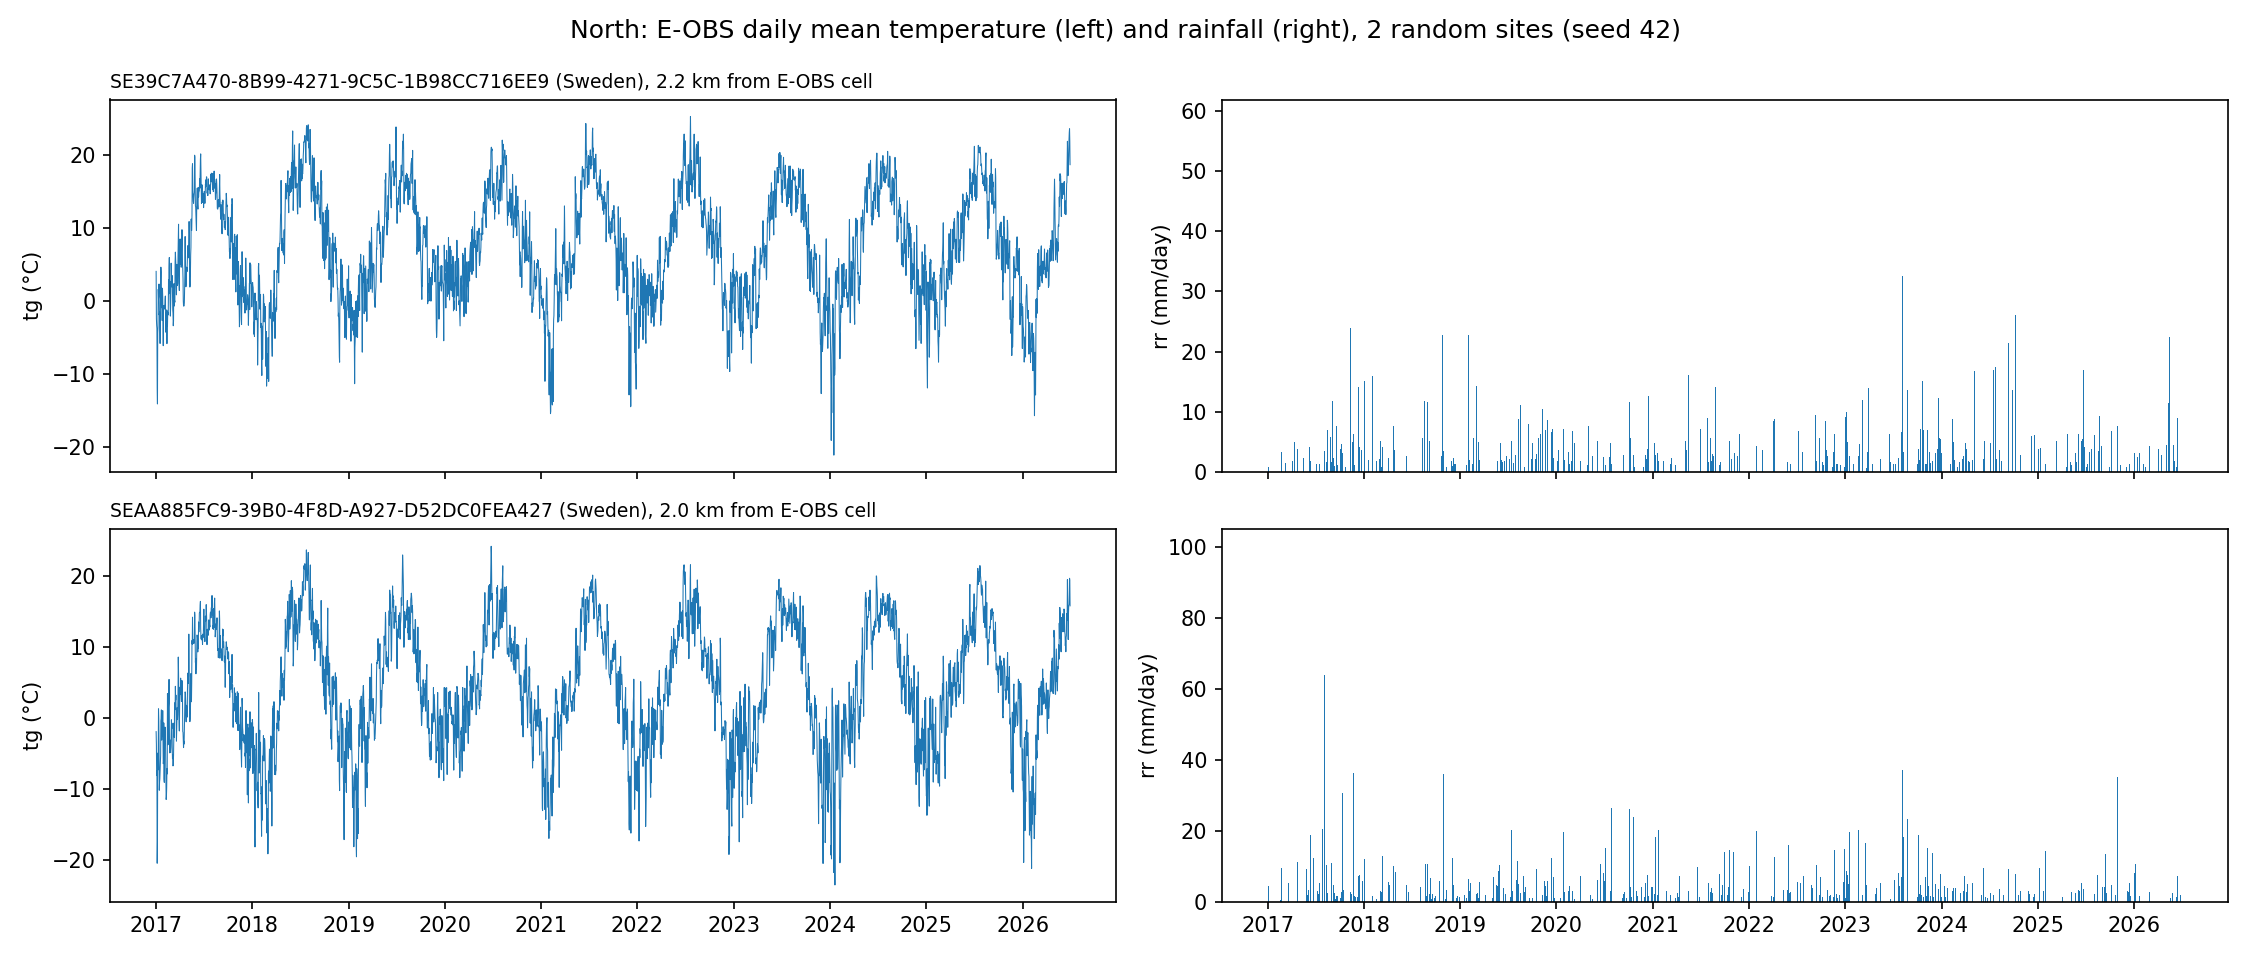 North: E-OBS daily mean temperature (left) and rainfall (right), 2 random sites (seed 42)
SE39C7A470-8B99-4271-9C5C-1B98CC716EE9 (Sweden), 2.2 km from E-OBS cell
tg (°C)
20
10
0
−10
−20
rr (mm/day)
60
50
40
30
20
10
0
SEAA885FC9-39B0-4F8D-A927-D52DC0FEA427 (Sweden), 2.0 km from E-OBS cell
tg (°C)
20
10
0
−10
−20
2017 2018 2019 2020 2021 2022 2023 2024 2025 2026
rr (mm/day)
100
80
60
40
20
0
2017 2018 2019 2020 2021 2022 2023 2024 2025 2026